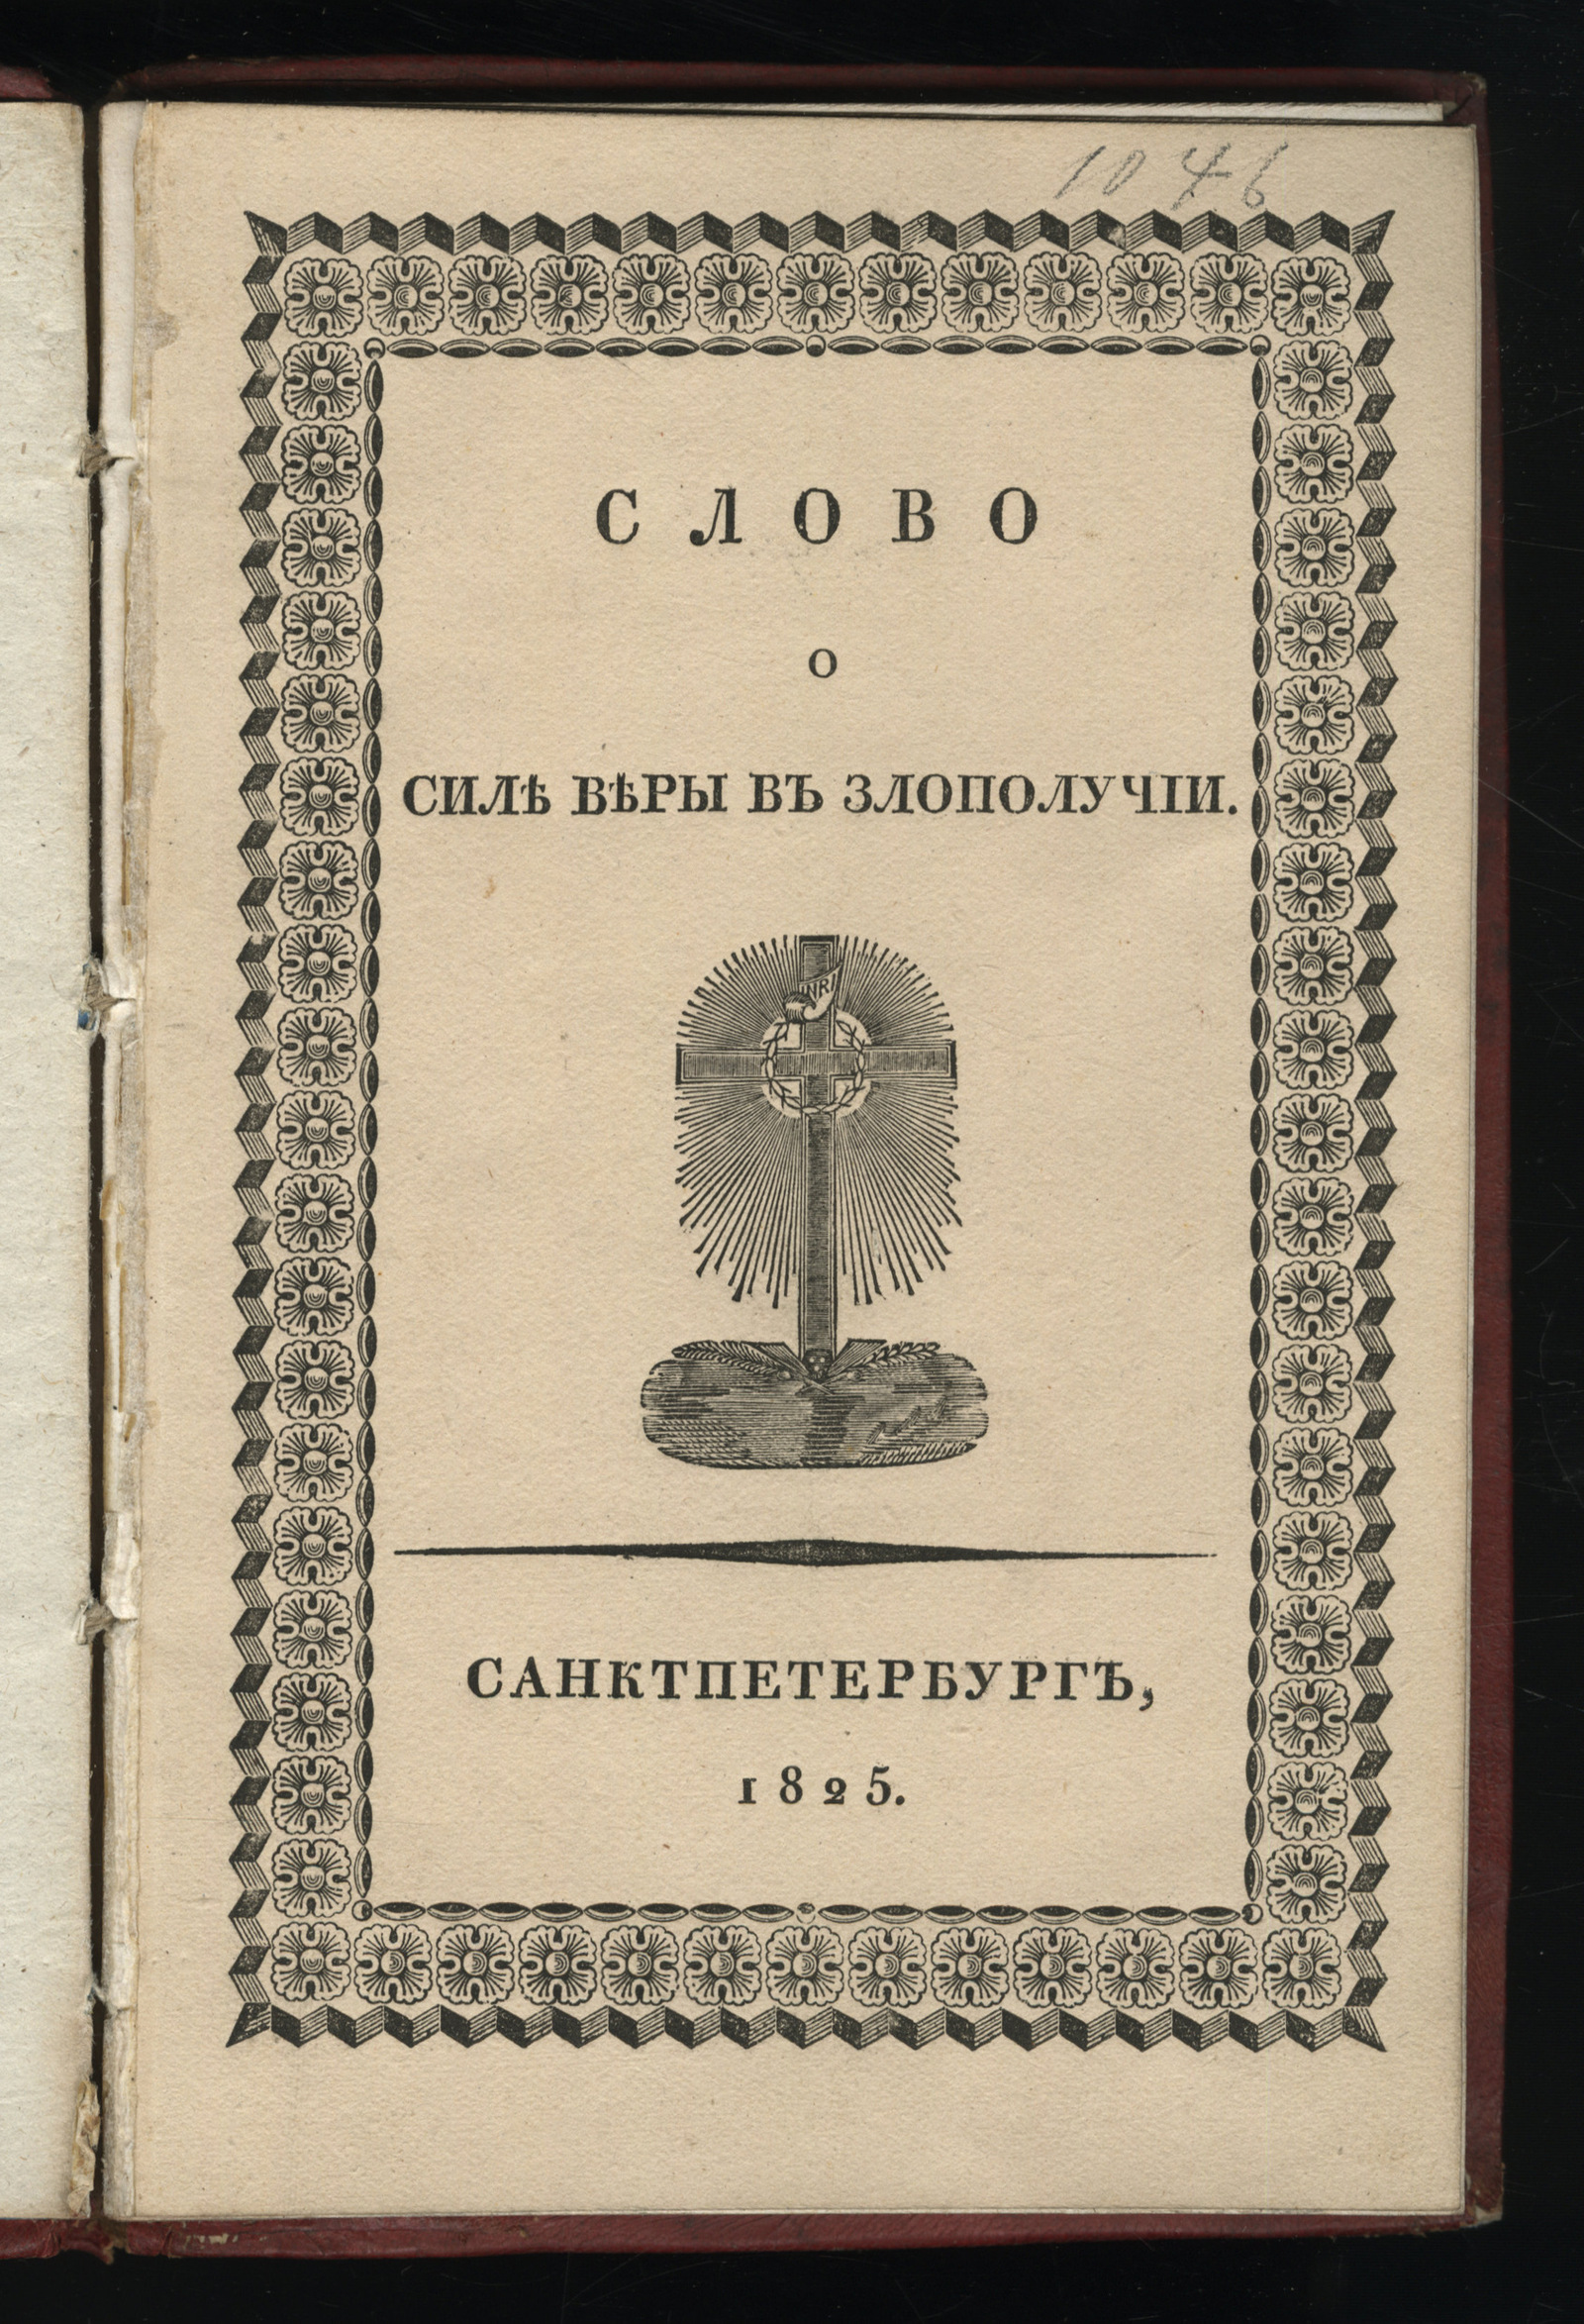 1046
СЛОВО
О
СИЛѢ ВѢРЫ ВЪ ЗЛОПОЛУЧІИ.
INRI
САНКТПЕТЕРБУРГЪ,
1825.